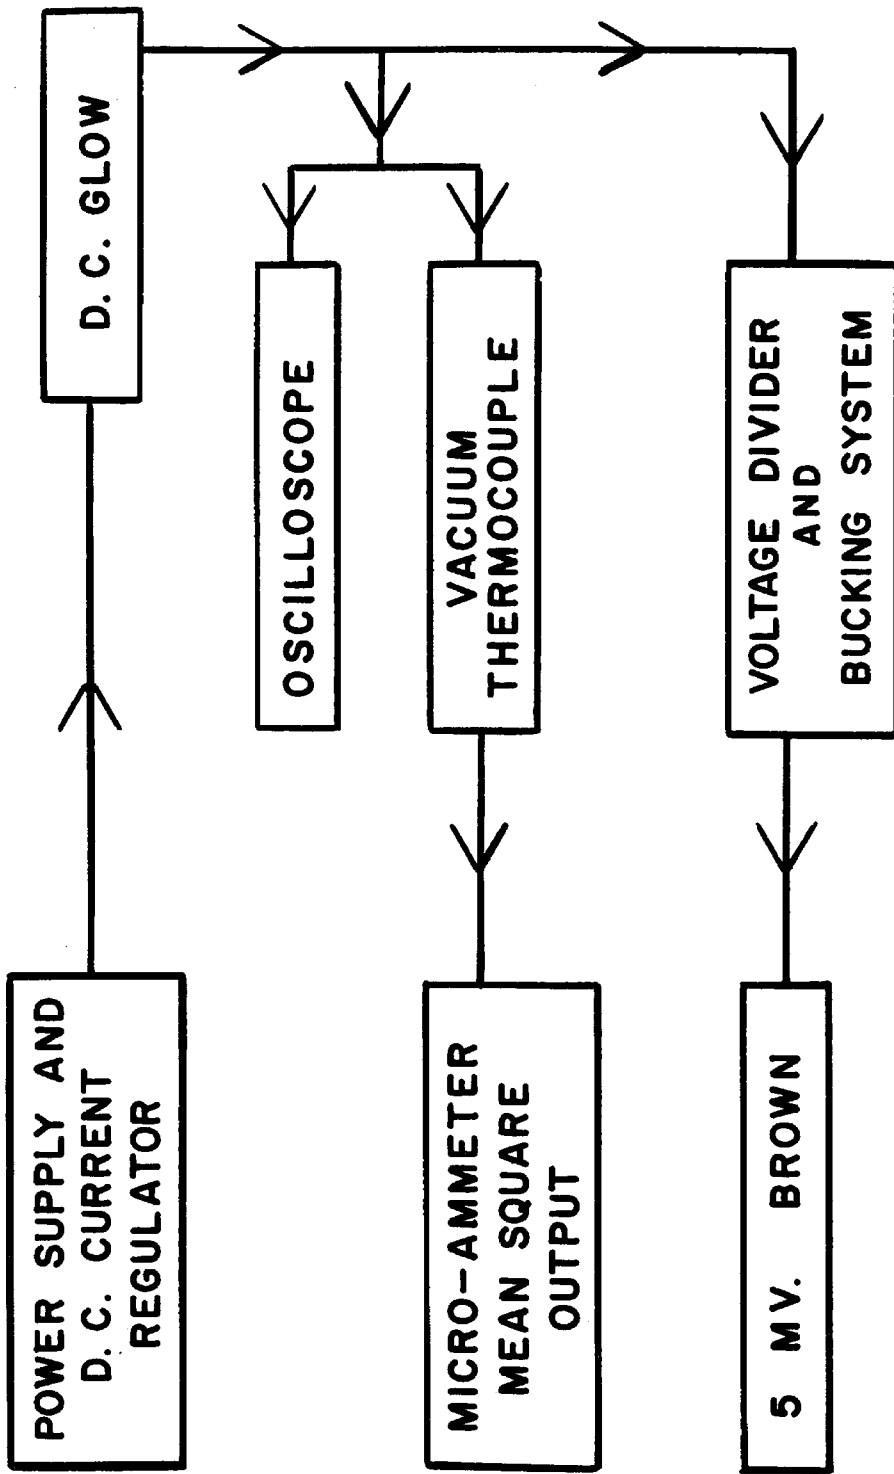 POWER SUPPLY AND
D. C. CURRENT
REGULATOR
D. C. GLOW
OSCILLOSCOPE
VACUUM
THERMOCOUPLE
MICRO-AMMETER
MEAN SQUARE
OUTPUT
VOLTAGE DIVIDER
AND
BUCKING SYSTEM
5 MV. BROWN